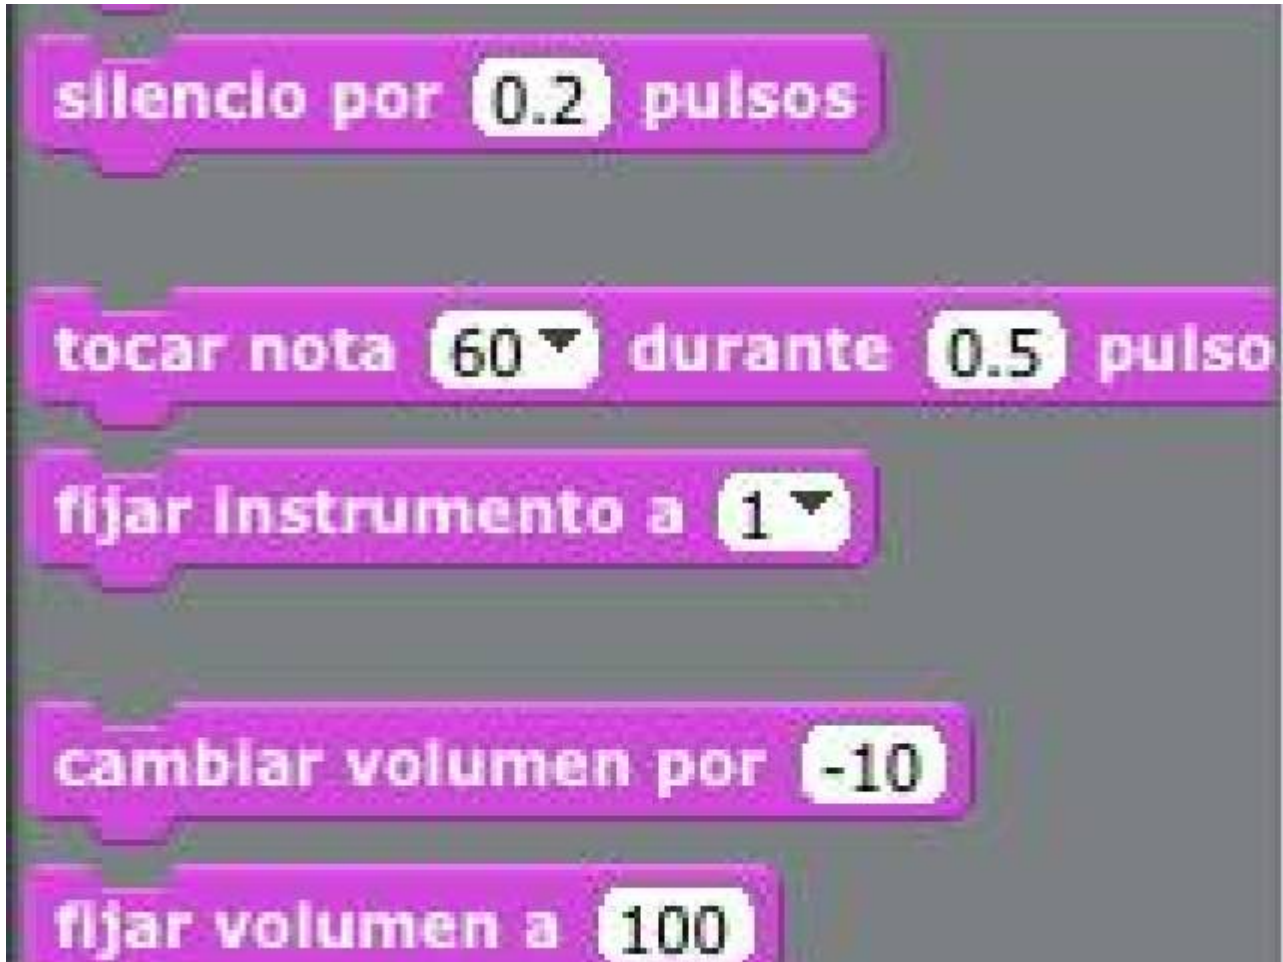 silencio por 0.2 pulsos
tocar nota 60 durante 0.5 pulso
fijar instrumento a 1
cambiar volumen por -10
fijar volumen a 100